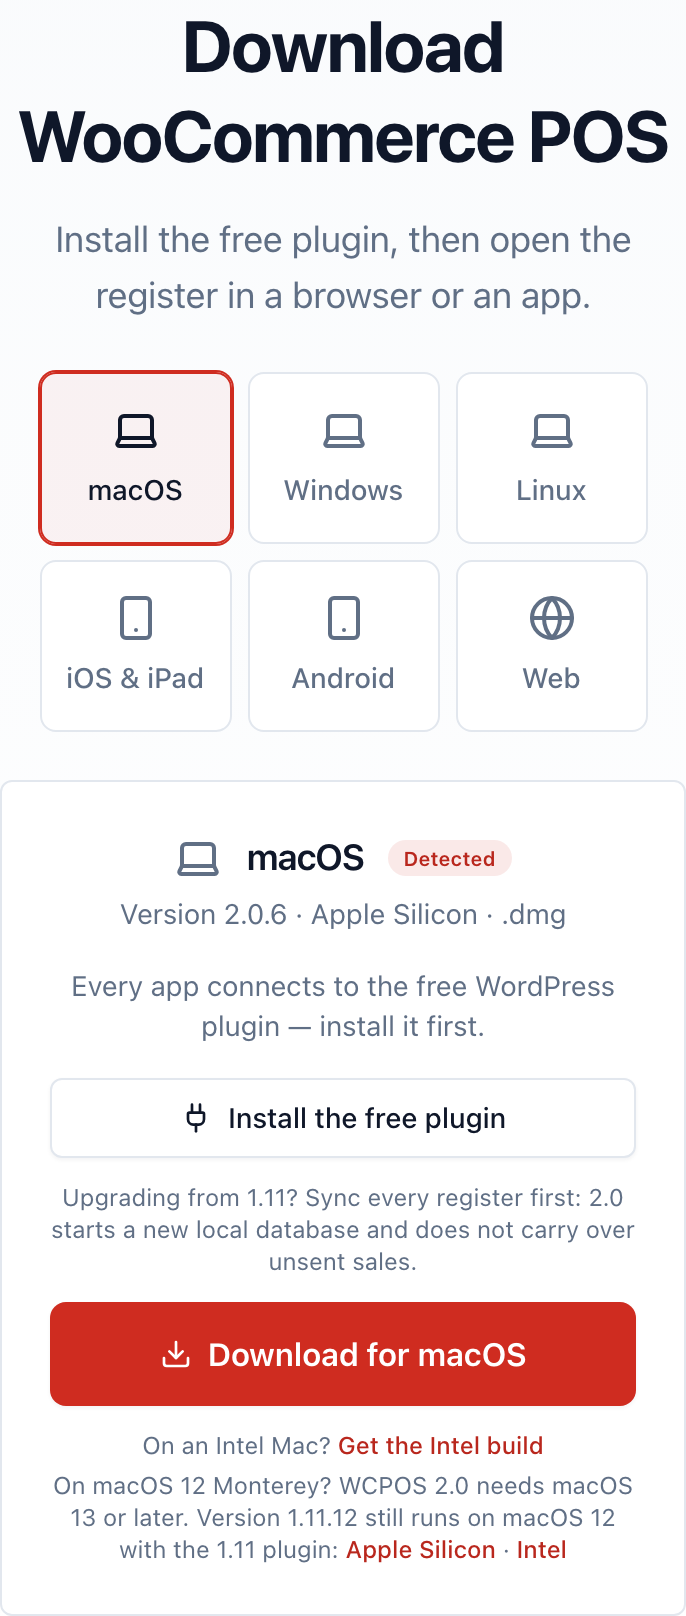 Download
WooCommerce POS
Install the free plugin, then open the
register in a browser or an app.
macOS
Windows
Linux
iOS & iPad
Android
Web
macOS Detected
Version 2.0.6 · Apple Silicon · .dmg
Every app connects to the free WordPress
plugin — install it first.
Install the free plugin
Upgrading from 1.11? Sync every register first: 2.0
starts a new local database and does not carry over
unsent sales.
Download for macOS
On an Intel Mac? Get the Intel build
On macOS 12 Monterey? WCPOS 2.0 needs macOS
13 or later. Version 1.11.12 still runs on macOS 12
with the 1.11 plugin: Apple Silicon · Intel